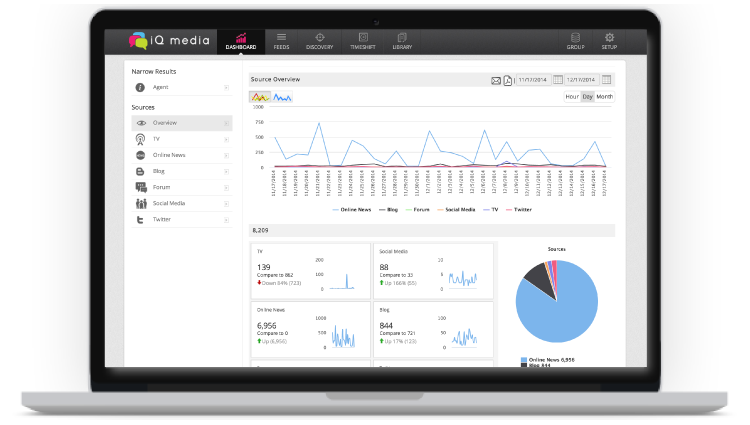 iQ media
DASHBOARD
FEEDS
DISCOVERY
TIMESHIFT
LIBRARY
GROUP
SETUP
Narrow Results
Agent
Sources
Overview
TV
Online News
Blog
Forum
Social Media
Twitter
Source Overview
11/17/2014
12/17/2014
Hour Day Month
1000
750
500
250
0
11/17/2014
11/18/2014
11/19/2014
11/20/2014
11/21/2014
11/22/2014
11/23/2014
11/24/2014
11/25/2014
11/26/2014
11/27/2014
11/28/2014
11/29/2014
11/30/2014
12/1/2014
12/2/2014
12/3/2014
12/4/2014
12/5/2014
12/6/2014
12/7/2014
12/8/2014
12/9/2014
12/10/2014
12/11/2014
12/12/2014
12/13/2014
12/14/2014
12/15/2014
12/16/2014
12/17/2014
Online News Blog Forum Social Media TV Twitter
8,209
TV
139
Compare to 862
Down 84% (723)
200
100
0
Social Media
88
Compare to 33
Up 166% (55)
10
5
0
Online News
6,956
Compare to 0
Up (6,956)
1000
500
0
Blog
844
Compare to 721
Up 17% (123)
100
50
0
Sources
Online News 6,956
Blog 844